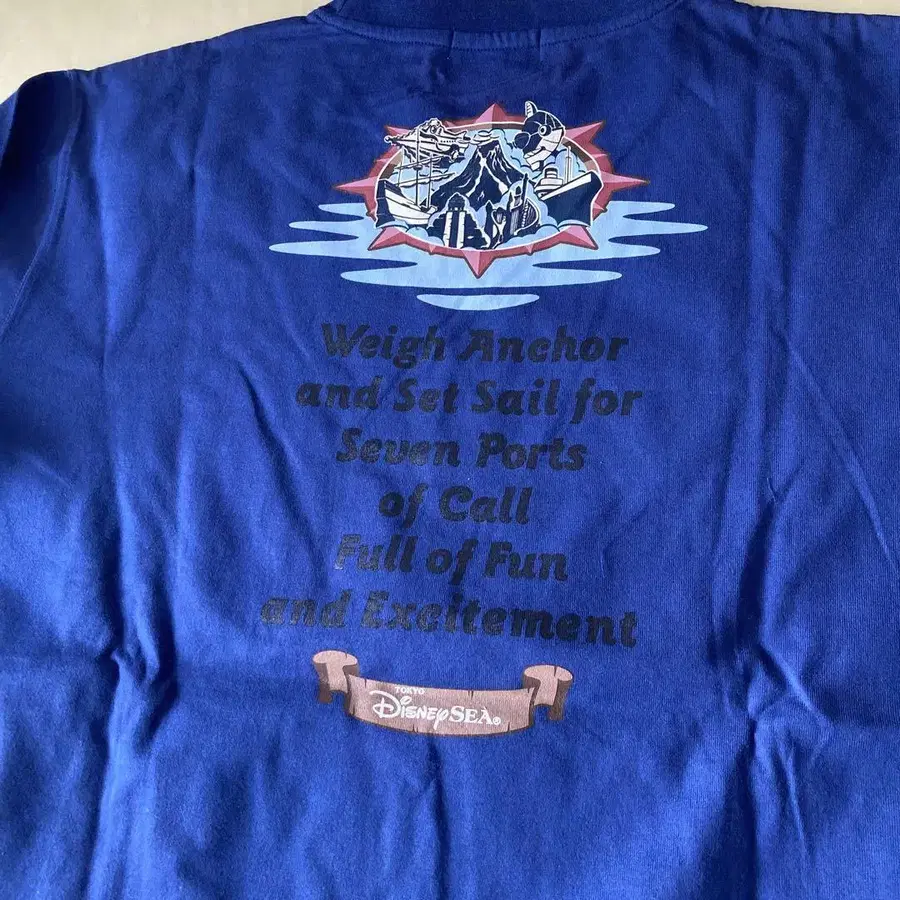 Weigh Anchor
and Set Sail for
Seven Ports
of Call
Full of Fun
and Excitement
TOKYO
DisneySEA®